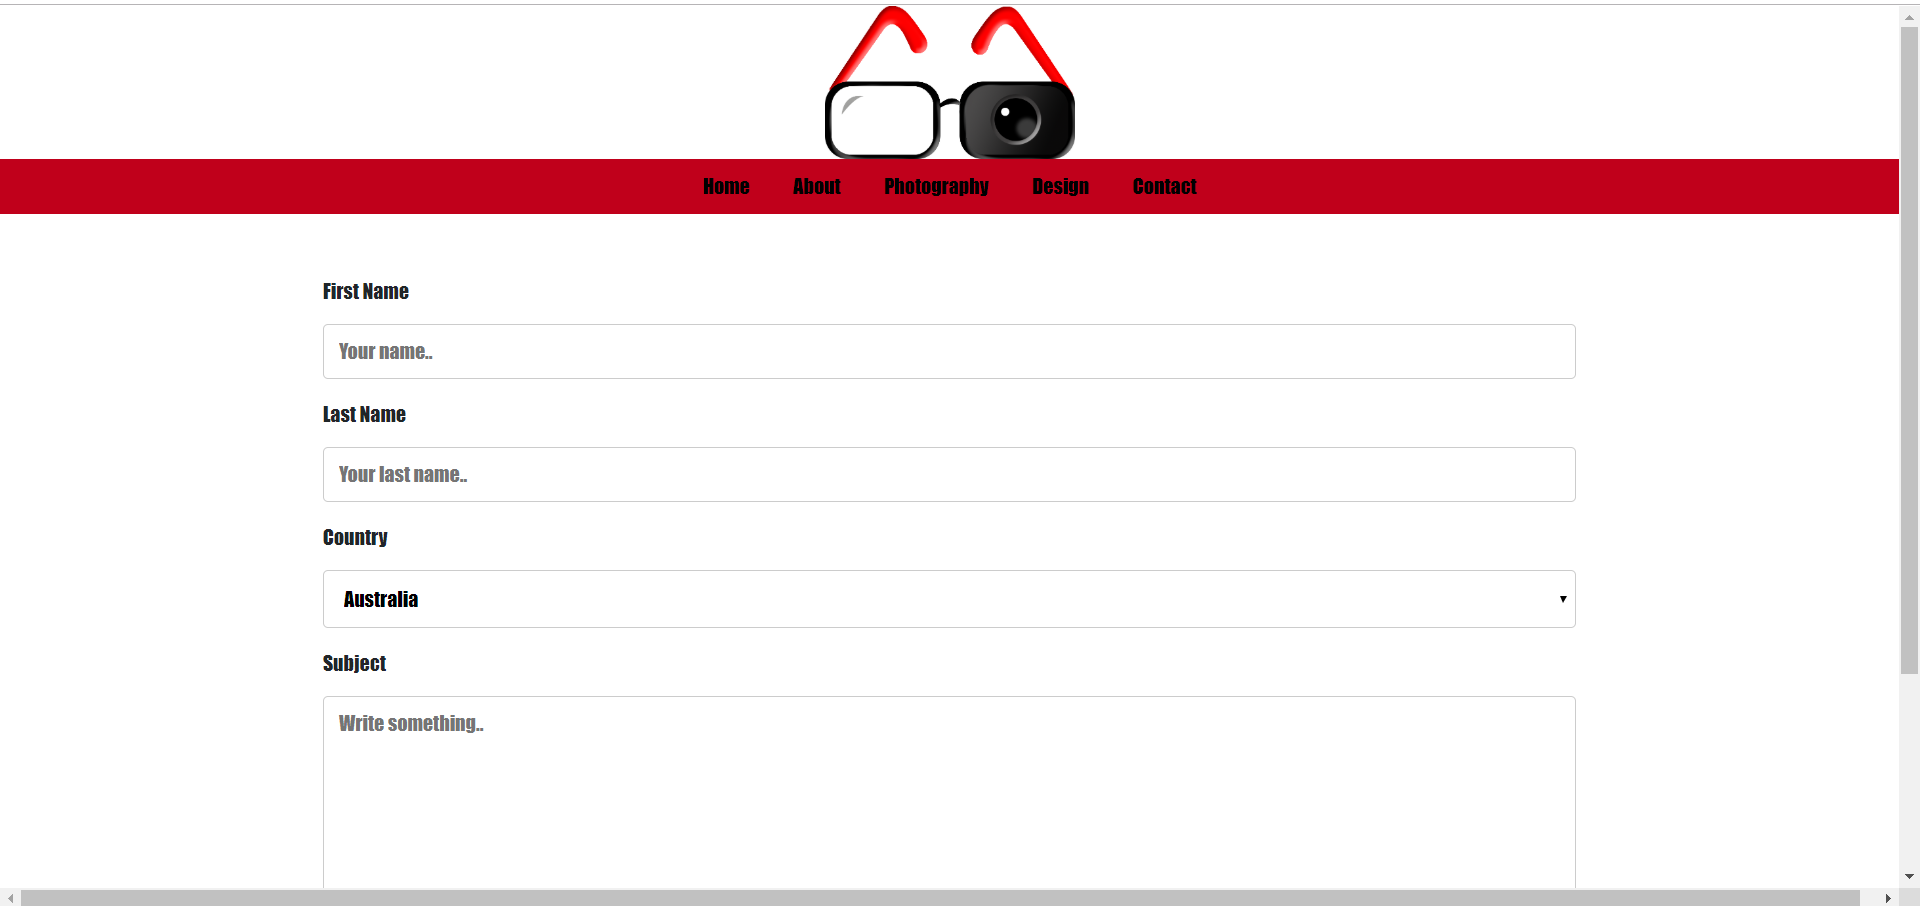 Home About Photography Design Contact
First Name
Your name..
Last Name
Your last name..
Country
Australia
Subject
Write something..